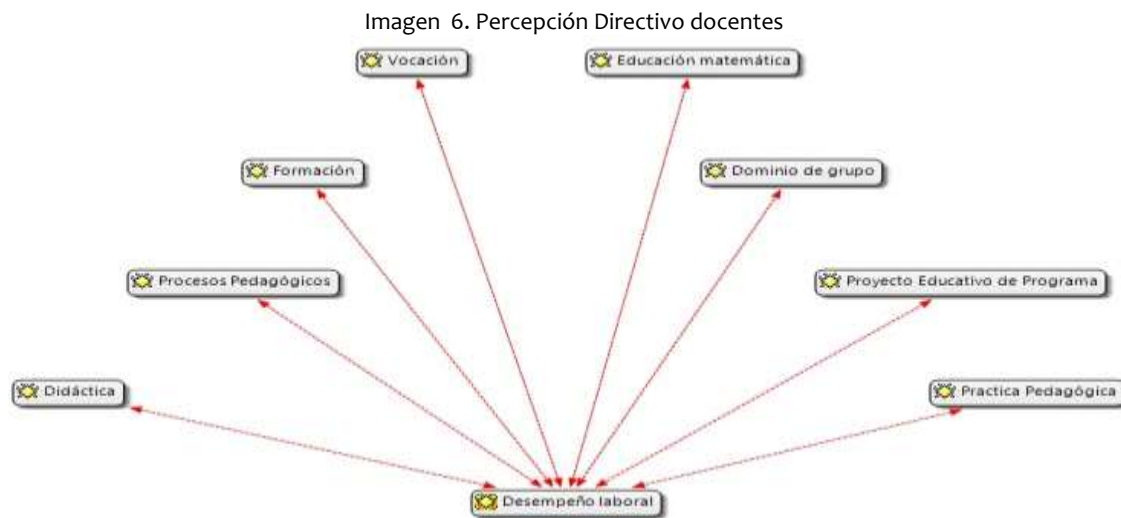 Imagen 6. Percepción Directivo docentes
Vocación
Educación matemática
Formación
Dominio de grupo
Procesos Pedagógicos
Proyecto Educativo de Programa
Didáctica
Practica Pedagógica
Desempeño laboral